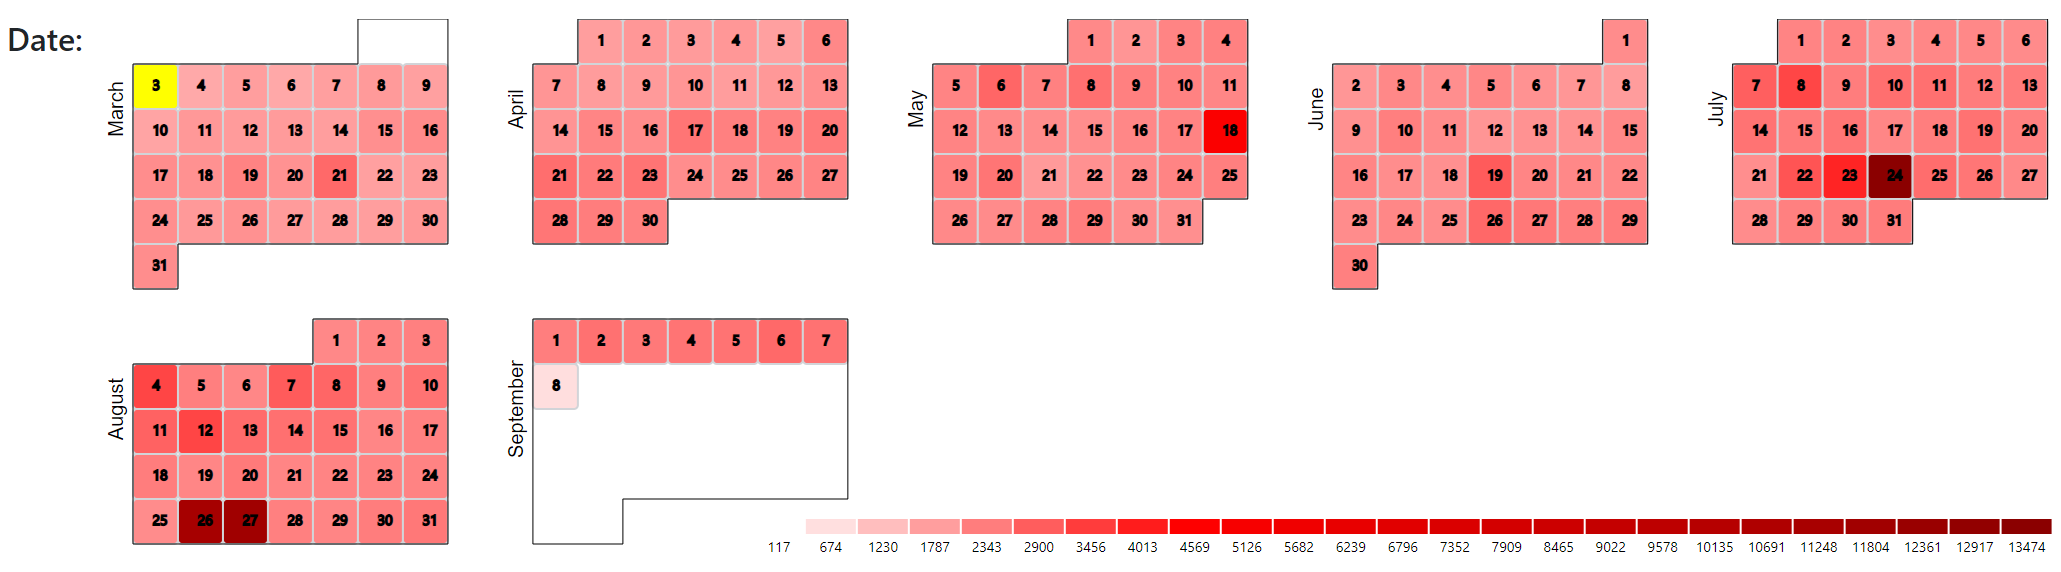 Date:
March
3 4 5 6 7 8 9
10 11 12 13 14 15 16
17 18 19 20 21 22 23
24 25 26 27 28 29 30
31
April
1 2 3 4 5 6
7 8 9 10 11 12 13
14 15 16 17 18 19 20
21 22 23 24 25 26 27
28 29 30
May
1 2 3 4
5 6 7 8 9 10 11
12 13 14 15 16 17 18
19 20 21 22 23 24 25
26 27 28 29 30 31
June
1
2 3 4 5 6 7 8
9 10 11 12 13 14 15
16 17 18 19 20 21 22
23 24 25 26 27 28 29
30
July
1 2 3 4 5 6
7 8 9 10 11 12 13
14 15 16 17 18 19 20
21 22 23 24 25 26 27
28 29 30 31
August
1 2 3
4 5 6 7 8 9 10
11 12 13 14 15 16 17
18 19 20 21 22 23 24
25 26 27 28 29 30 31
September
1 2 3 4 5 6 7
8
117 674 1230 1787 2343 2900 3456 4013 4569 5126 5682 6239 6796 7352 7909 8465 9022 9578 10135 10691 11248 11804 12361 12917 13474